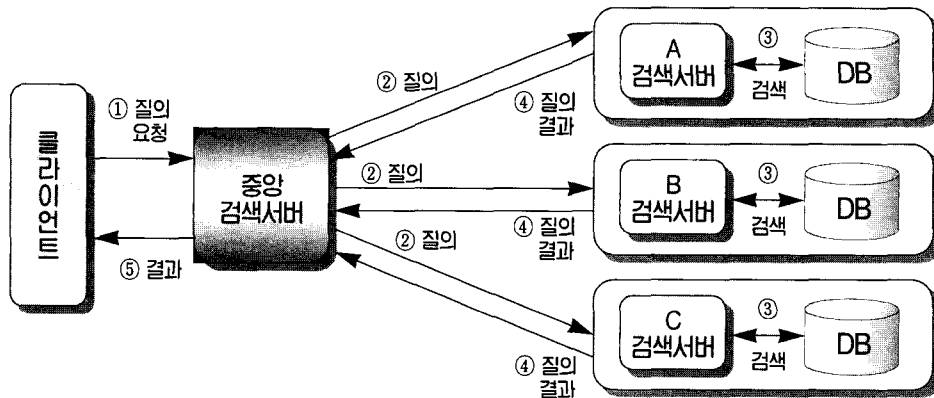 클라이언트
① 질의
요청
중앙
검색서버
⑤ 결과
② 질의
④ 질의
결과
A
검색서버
③
검색
DB
② 질의
④ 질의
결과
B
검색서버
③
검색
DB
② 질의
④ 질의
결과
C
검색서버
③
검색
DB